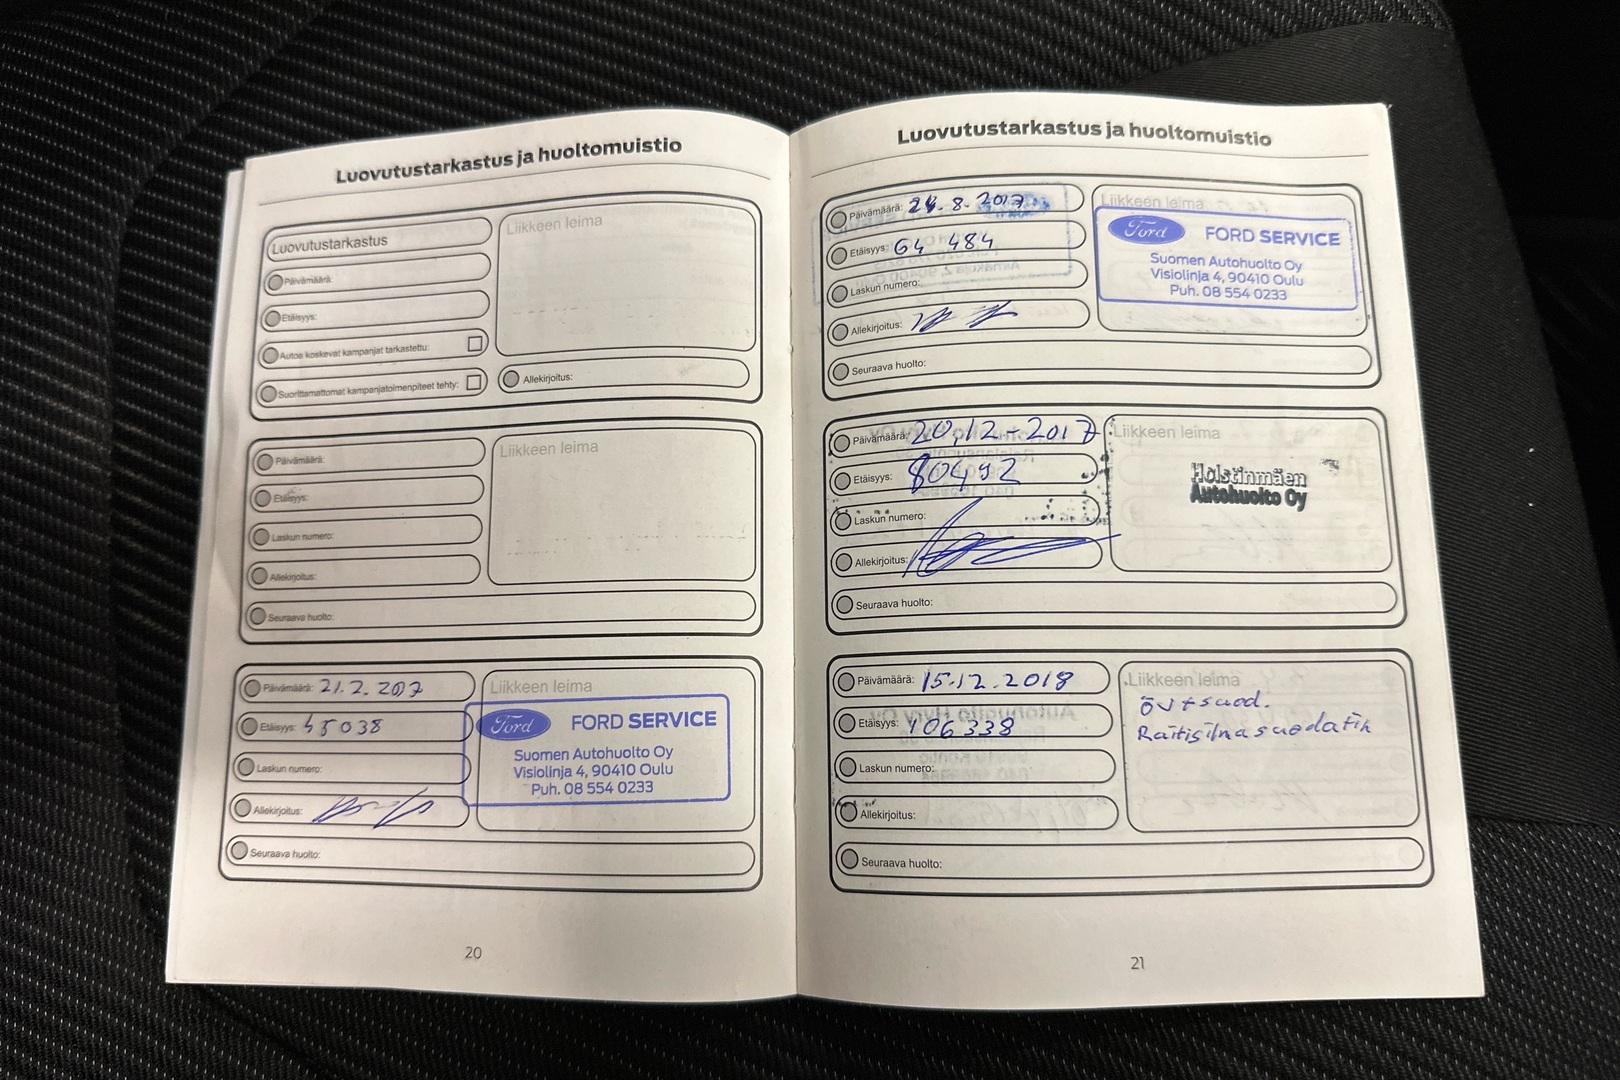 Luovutustarkastus ja huoltomuistio
Luovutustarkastus
Päivämäärä:
Etäisyys:
Autoa koskevat kampanjat tarkastettu:
Suorittamattomat kampanjatoimenpiteet tehty:
Liikkeen leima
Allekirjoitus:
Päivämäärä:
Etäisyys:
Laskun numero:
Allekirjoitus:
Seuraava huolto:
Liikkeen leima
Päivämäärä: 21.2.2017
Etäisyys: 45038
Laskun numero:
Allekirjoitus:
Seuraava huolto:
Liikkeen leima
Ford FORD SERVICE
Suomen Autohuolto Oy
Visiolinja 4, 90410 Oulu
Puh. 08 554 0233
20
Luovutustarkastus ja huoltomuistio
Päivämäärä: 24.8.2017
Etäisyys: 64 484
Laskun numero:
Allekirjoitus:
Seuraava huolto:
Liikkeen leima
Ford FORD SERVICE
Suomen Autohuolto Oy
Visiolinja 4, 90410 Oulu
Puh. 08 554 0233
Päivämäärä: 20,12-2017
Etäisyys: 80492
Laskun numero:
Allekirjoitus:
Seuraava huolto:
Liikkeen leima
Holstinmäen
Autohuolto Oy
Päivämäärä: 15.12.2018
Etäisyys: 106338
Laskun numero:
Allekirjoitus:
Seuraava huolto:
Liikkeen leima
öv+suod.
Raitisilmasuodatin
21